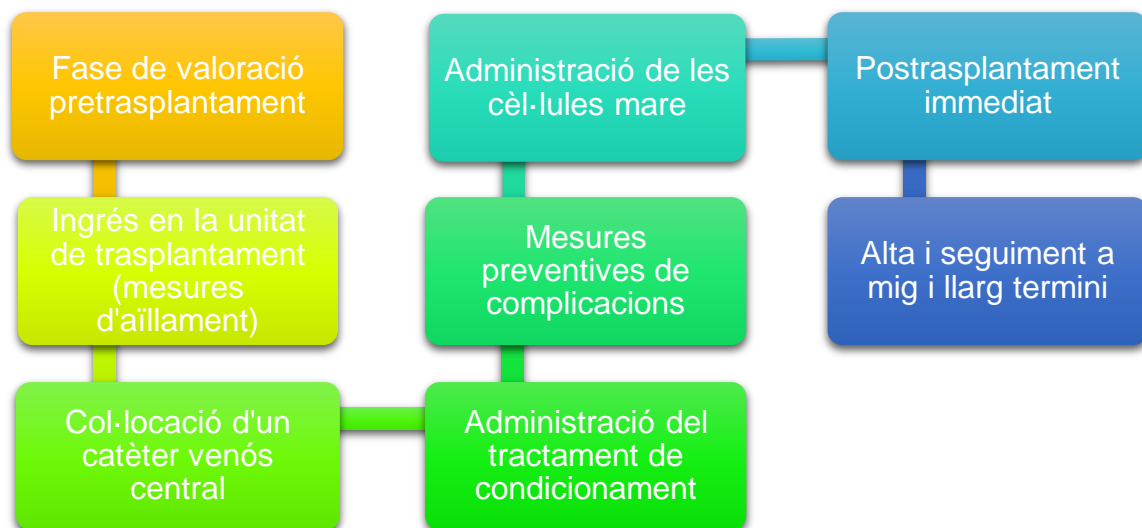 Fase de valoració
pretrasplantament
Ingrés en la unitat
de trasplantament
(mesures
d'aïllament)
Col·locació d'un
catèter venós
central
Administració del
tractament de
condicionament
Mesures
preventives de
complicacions
Administració de les
cèl·lules mare
Postrasplantament
immediat
Alta i seguiment a
mig i llarg termini